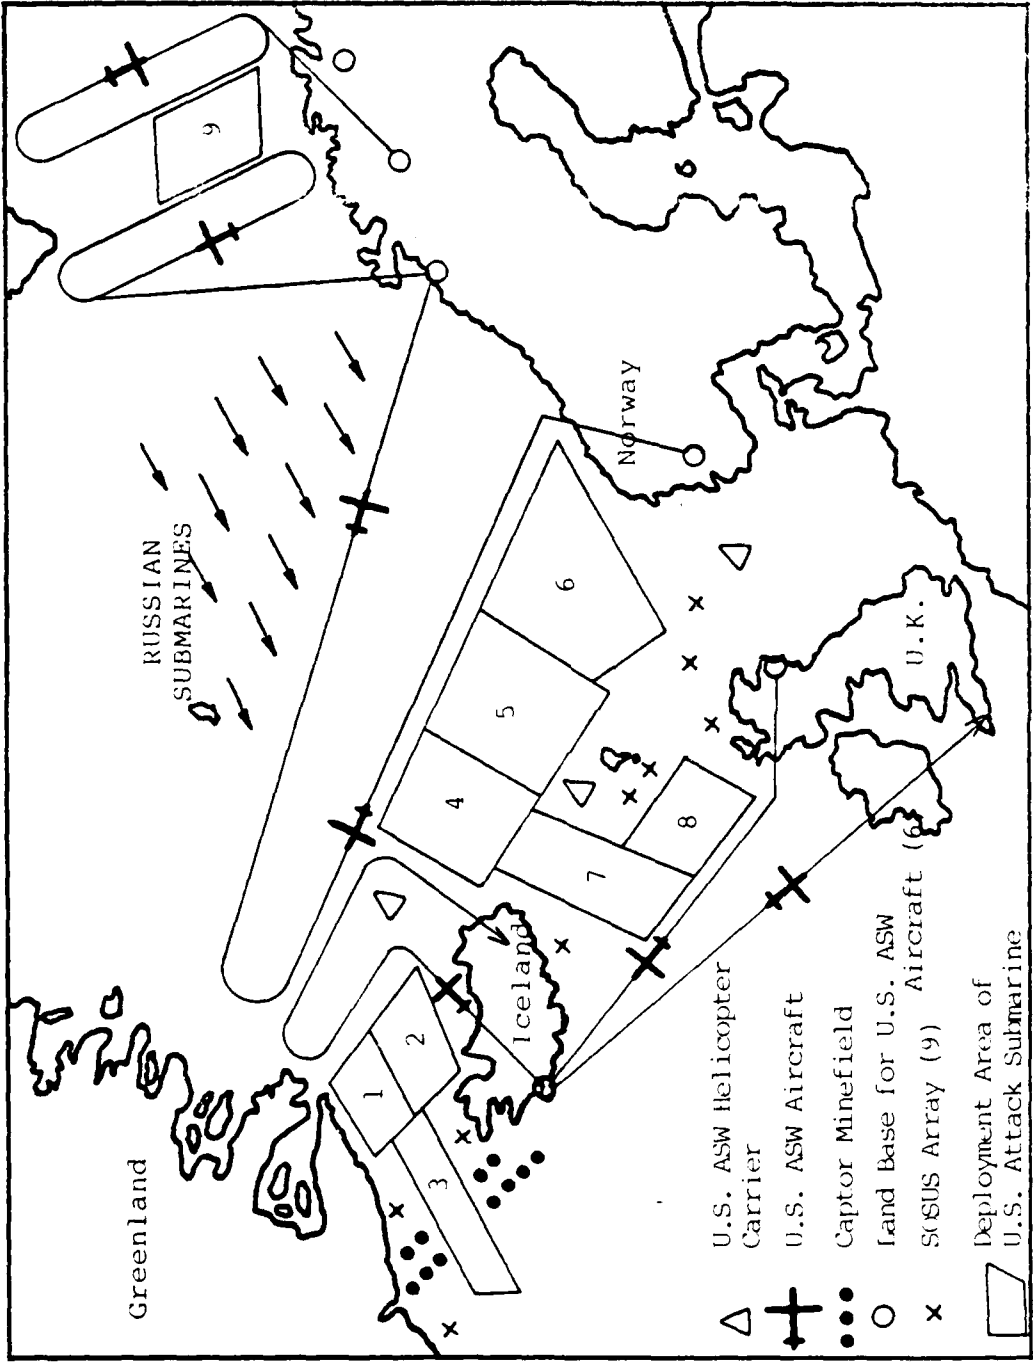 Greenland
RUSSIAN
SUBMARINES
9
Norway
1
2
3
4
5
6
7
8
Iceland
U.K.
U.S. ASW Helicopter
Carrier
U.S. ASW Aircraft
Captor Minefield
Land Base for U.S. ASW
Aircraft (6)
SOSUS Array (9)
Deployment Area of
U.S. Attack Submarine